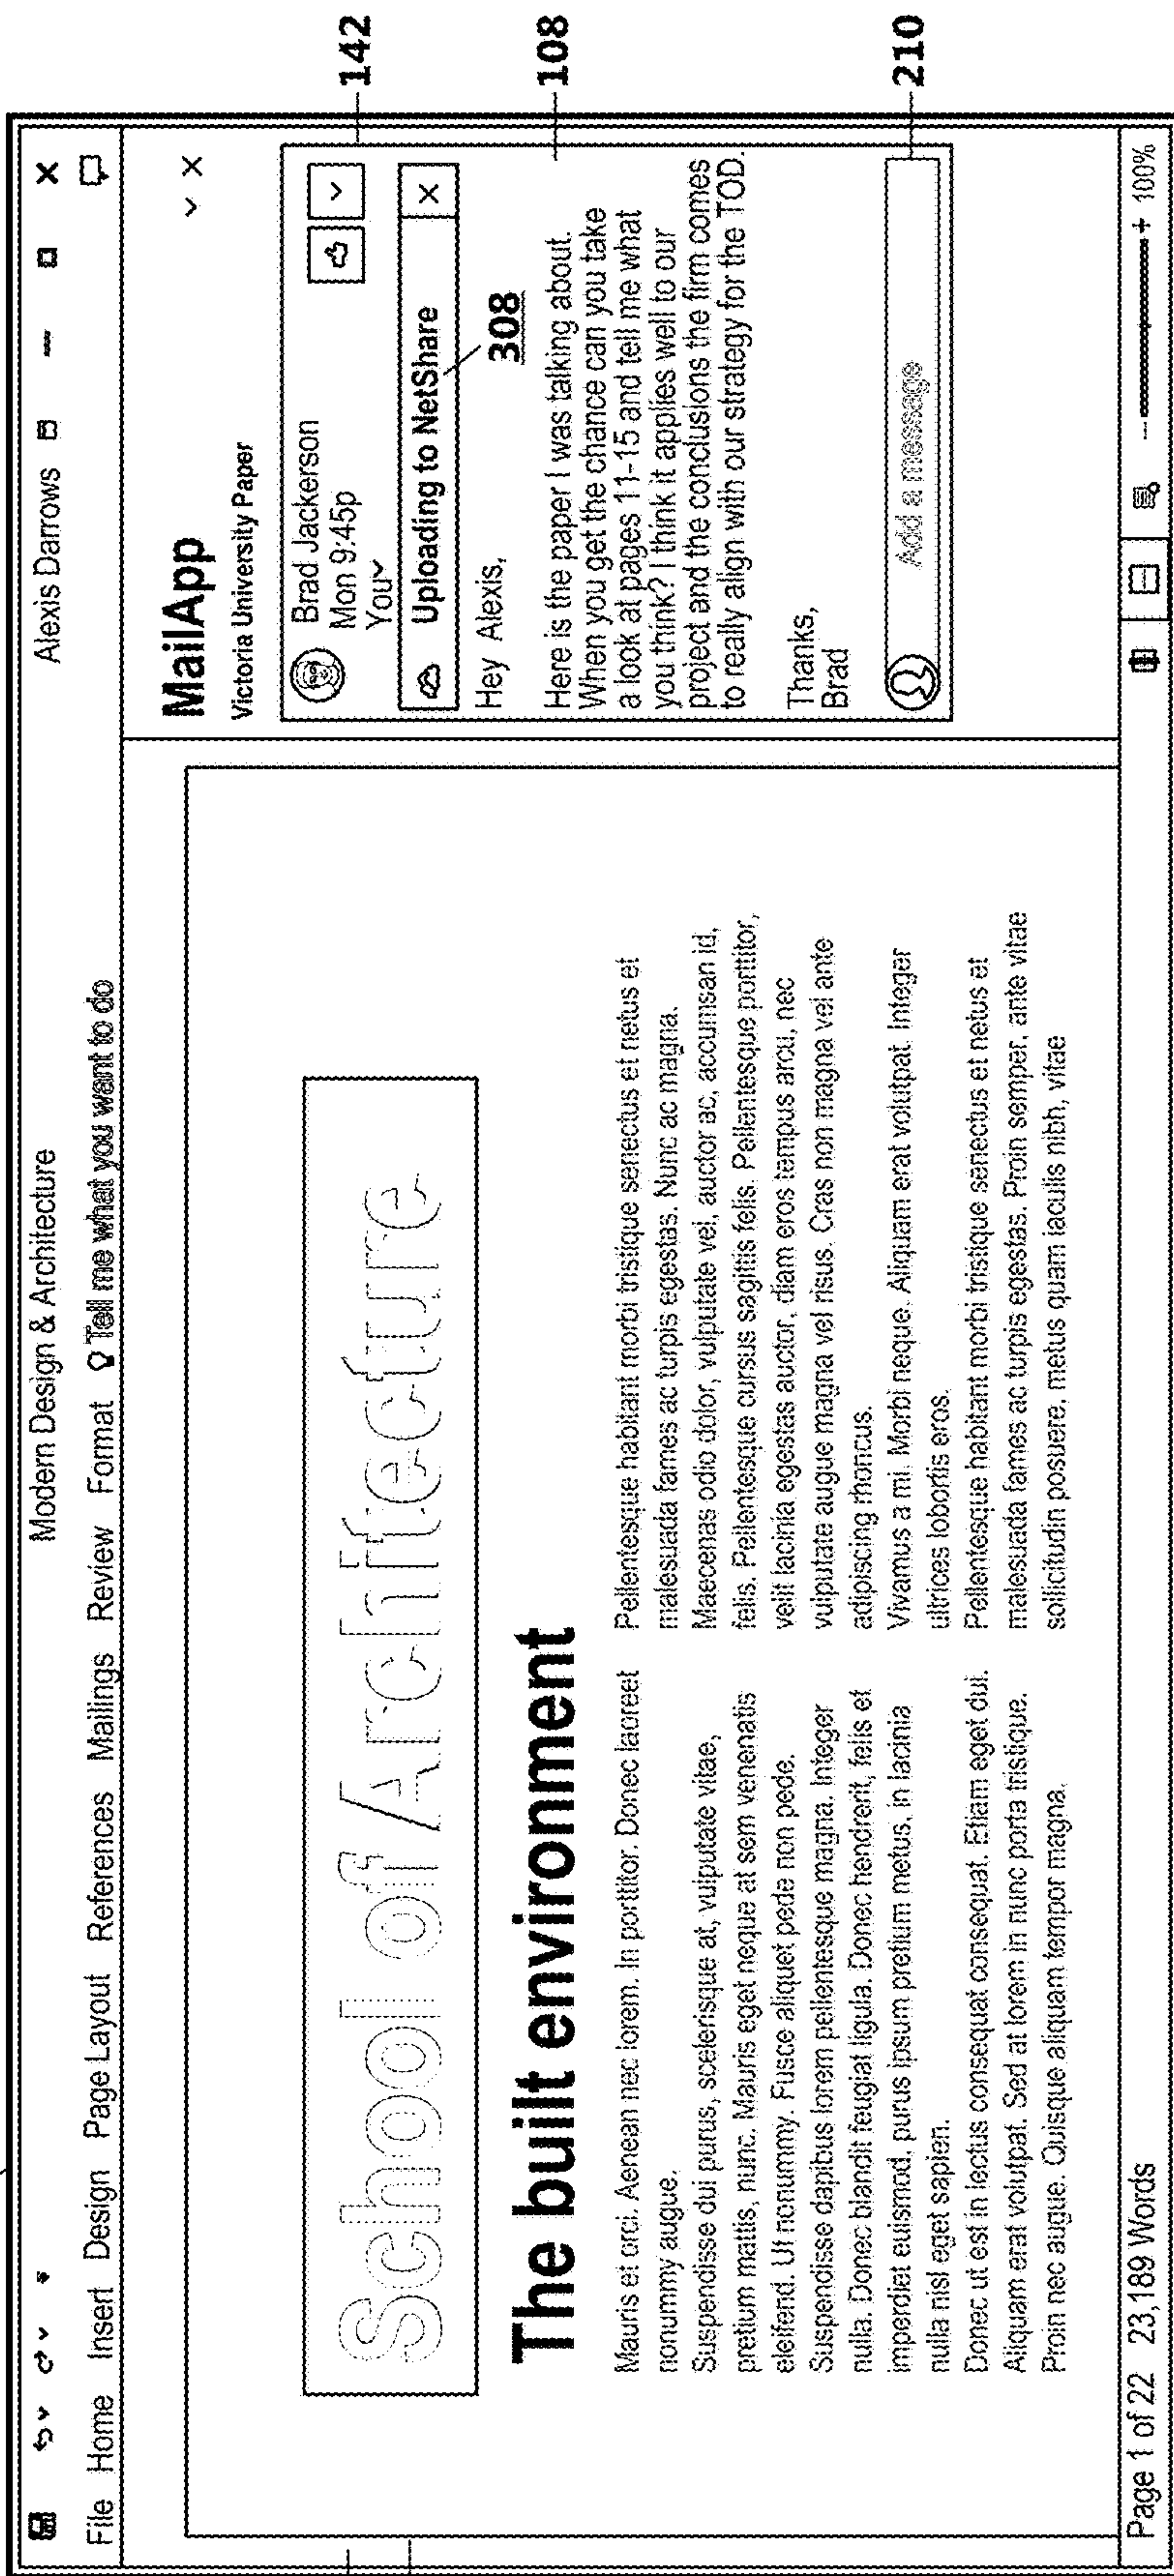 Modern Design & Architecture
Alexis Darrows
File Home Insert Design Page Layout References Mailings Review Format Tell me what you want to do
School of Architecture
The built environment
Mauris et orci. Aenean nec lorem. In porttitor. Donec laoreet
nonummy augue.
Suspendisse dui purus, scelerisque at, vulputate vitae,
pretium mattis, nunc. Mauris eget neque at sem venenatis
eleifend. Ut nonummy. Fusce aliquet pede non pede.
Suspendisse dapibus lorem pellentesque magna. Integer
nulla. Donec blandit feugiat ligula. Donec hendrerit, felis et
imperdiet euismod, purus ipsum pretium metus, in lacinia
nulla nisl eget sapien.
Donec ut est in lectus consequat consequat. Etiam eget dui.
Aliquam erat volutpat. Sed at lorem in nunc porta tristique.
Proin nec augue. Quisque aliquam tempor magna.
Pellentesque habitant morbi tristique senectus et netus et
malesuada fames ac turpis egestas. Nunc ac magna.
Maecenas odio dolor, vulputate vel, auctor ac, accumsan id,
felis. Pellentesque cursus sagittis felis. Pellentesque porttitor,
velit lacinia egestas auctor, diam eros tempus arcu, nec
vulputate augue magna vel risus. Cras non magna vel ante
adipiscing rhoncus.
Vivamus a mi. Morbi neque. Aliquam erat volutpat. Integer
ultrices lobortis eros.
Pellentesque habitant morbi tristique senectus et netus et
malesuada fames ac turpis egestas. Proin semper, ante vitae
sollicitudin posuere, metus quam iaculis nibh, vitae
MailApp
Victoria University Paper
Brad Jackerson
Mon 9:45p
You
142
Uploading to NetShare
308
Hey Alexis,
108
Here is the paper I was talking about.
When you get the chance can you take
a look at pages 11-15 and tell me what
you think? I think it applies well to our
project and the conclusions the firm comes
to really align with our strategy for the TOD.
Thanks,
Brad
Add a message
210
Page 1 of 22 23,189 Words
100%